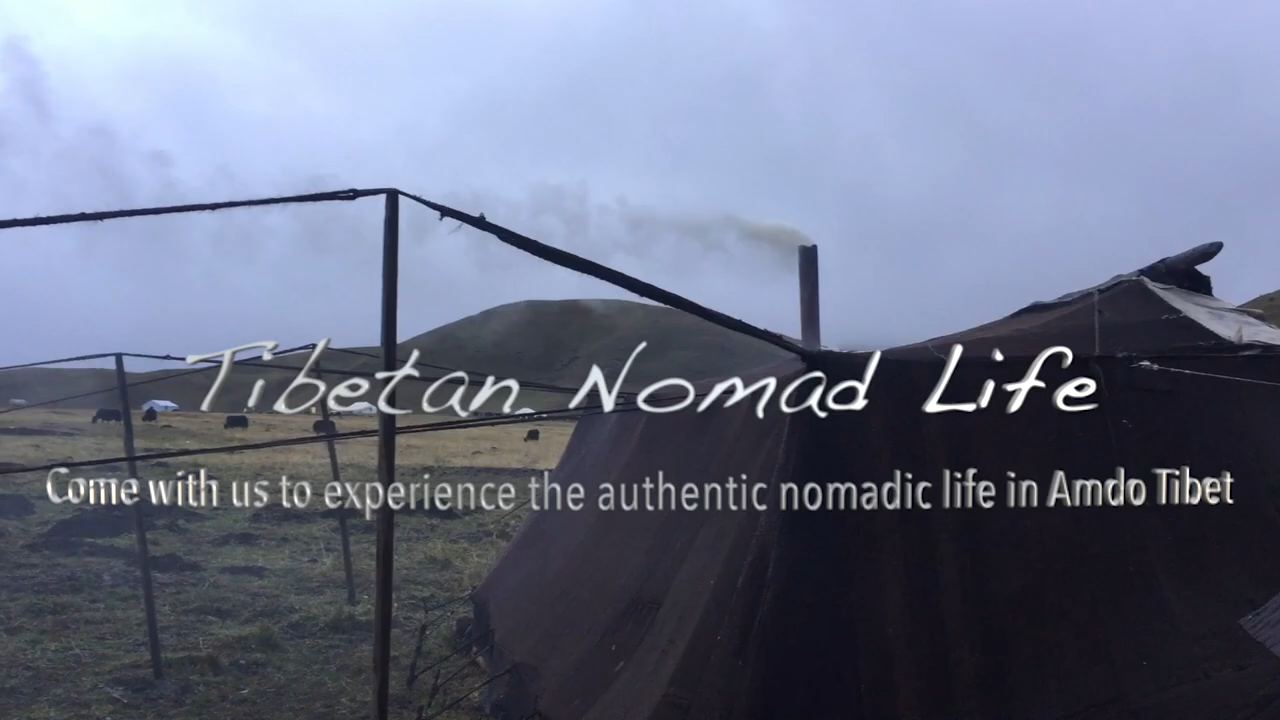 Tibetan Nomad Life
Come with us to experience the authentic nomadic life in Amdo Tibet